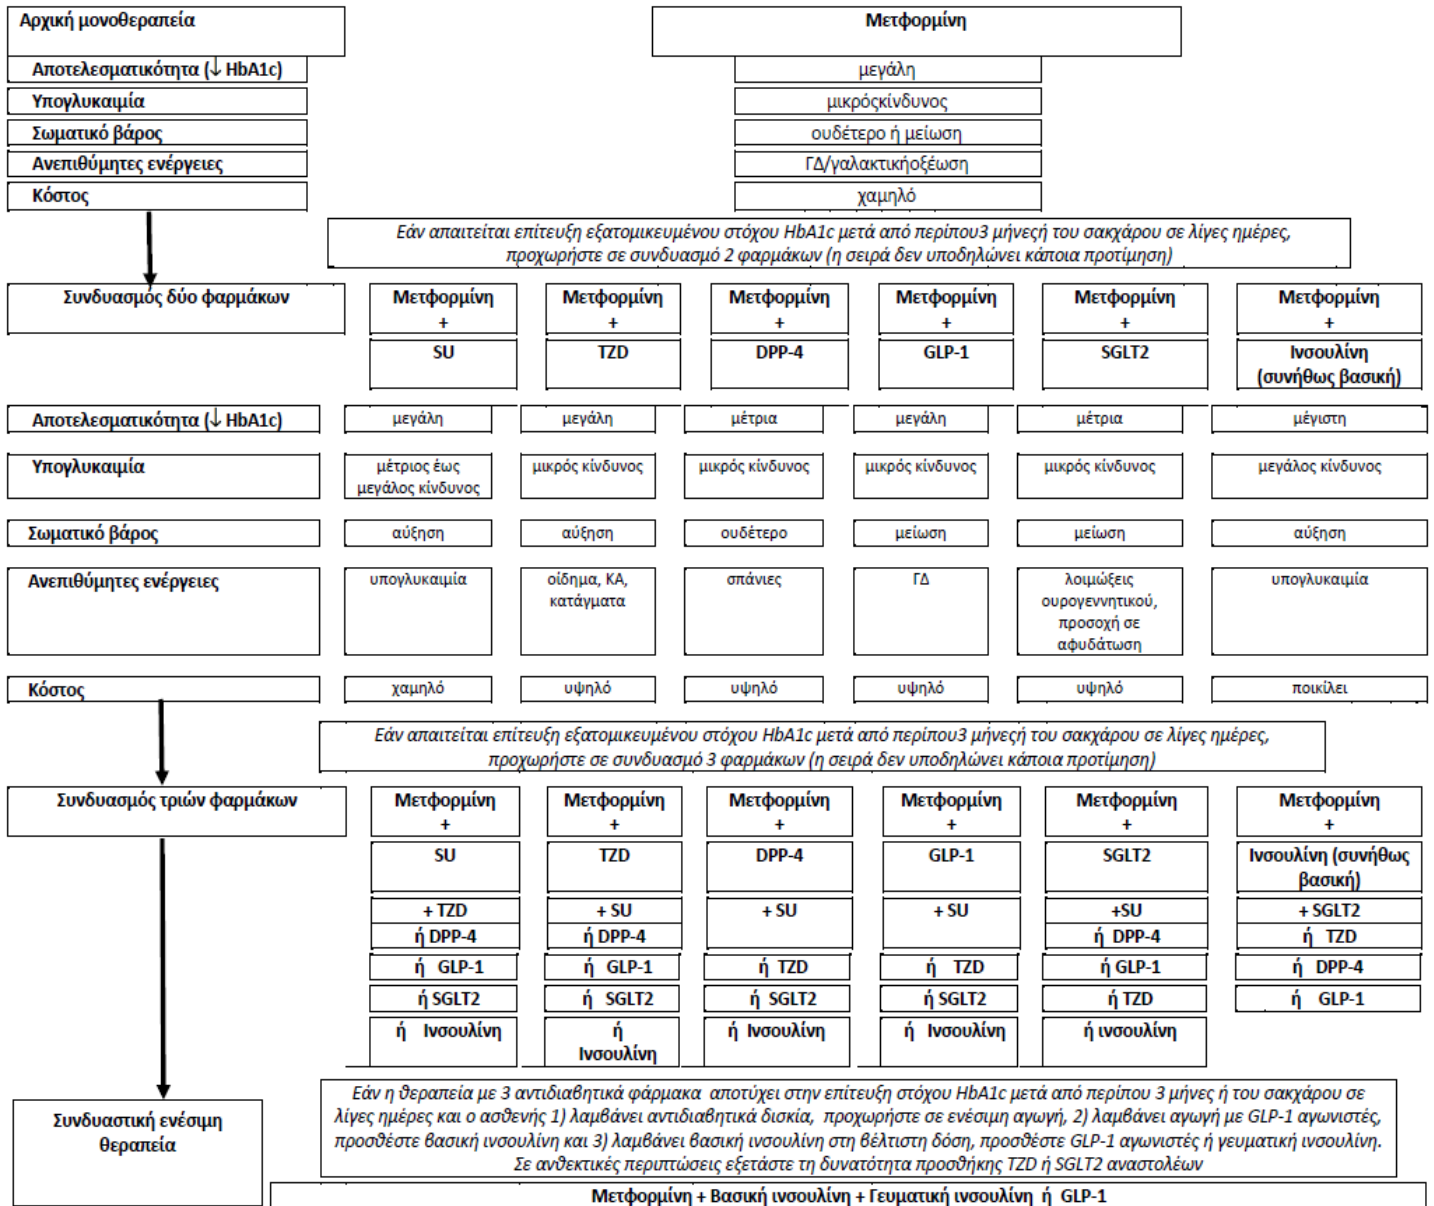 Αρχική μονοθεραπεία
Μετφορμίνη
Αποτελεσματικότητα (↓ HbA1c)
μεγάλη
Υπογλυκαιμία
μικρόςκίνδυνος
Σωματικό βάρος
ουδέτερο ή μείωση
Ανεπιθύμητες ενέργειες
ΓΔ/γαλακτικήοξέωση
Κόστος
χαμηλό
Εάν απαιτείται επίτευξη εξατομικευμένου στόχου HbA1c μετά από περίπου3 μήνεςή του σακχάρου σε λίγες ημέρες,
προχωρήστε σε συνδυασμό 2 φαρμάκων (η σειρά δεν υποδηλώνει κάποια προτίμηση)
Συνδυασμός δύο φαρμάκων
Μετφορμίνη Μετφορμίνη Μετφορμίνη Μετφορμίνη Μετφορμίνη Μετφορμίνη
+ + + + + +
SU TZD DPP-4 GLP-1 SGLT2 Ινσουλίνη
(συνήθως βασική)
Αποτελεσματικότητα (↓ HbA1c) μεγάλη μεγάλη μέτρια μεγάλη μέτρια μέγιστη
Υπογλυκαιμία μέτριος έως μικρός κίνδυνος μικρός κίνδυνος μικρός κίνδυνος μικρός κίνδυνος μεγάλος κίνδυνος
μεγάλος κίνδυνος
Σωματικό βάρος αύξηση αύξηση ουδέτερο μείωση μείωση αύξηση
Ανεπιθύμητες ενέργειες υπογλυκαιμία οίδημα, ΚΑ, σπάνιες ΓΔ λοιμώξεις υπογλυκαιμία
κατάγματα ουρογεννητικού,
προσοχή σε
αφυδάτωση
Κόστος χαμηλό υψηλό υψηλό υψηλό υψηλό ποικίλει
Εάν απαιτείται επίτευξη εξατομικευμένου στόχου HbA1c μετά από περίπου3 μήνεςή του σακχάρου σε λίγες ημέρες,
προχωρήστε σε συνδυασμό 3 φαρμάκων (η σειρά δεν υποδηλώνει κάποια προτίμηση)
Συνδυασμός τριών φαρμάκων Μετφορμίνη Μετφορμίνη Μετφορμίνη Μετφορμίνη Μετφορμίνη Μετφορμίνη
+ + + + + +
SU TZD DPP-4 GLP-1 SGLT2 Ινσουλίνη (συνήθως
βασική)
+ TZD + SU + SU + SU +SU + SGLT2
ή DPP-4 ή DPP-4 ή DPP-4 ή TZD
ή GLP-1 ή GLP-1 ή TZD ή TZD ή GLP-1 ή DPP-4
ή SGLT2 ή SGLT2 ή SGLT2 ή SGLT2 ή TZD ή GLP-1
ή Ινσουλίνη ή ή Ινσουλίνη ή Ινσουλίνη ή ινσουλίνη
Ινσουλίνη
Εάν η θεραπεία με 3 αντιδιαβητικά φάρμακα αποτύχει στην επίτευξη στόχου HbA1c μετά από περίπου 3 μήνες ή του σακχάρου σε
λίγες ημέρες και ο ασθενής 1) λαμβάνει αντιδιαβητικά δισκία, προχωρήστε σε ενέσιμη αγωγή, 2) λαμβάνει αγωγή με GLP-1 αγωνιστές,
προσθέστε βασική ινσουλίνη και 3) λαμβάνει βασική ινσουλίνη στη βέλτιστη δόση, προσθέστε GLP-1 αγωνιστές ή γευματική ινσουλίνη.
Σε ανθεκτικές περιπτώσεις εξετάστε τη δυνατότητα προσθήκης TZD ή SGLT2 αναστολέων
Συνδυαστική ενέσιμη
θεραπεία
Μετφορμίνη + Βασική ινσουλίνη + Γευματική ινσουλίνη ή GLP-1